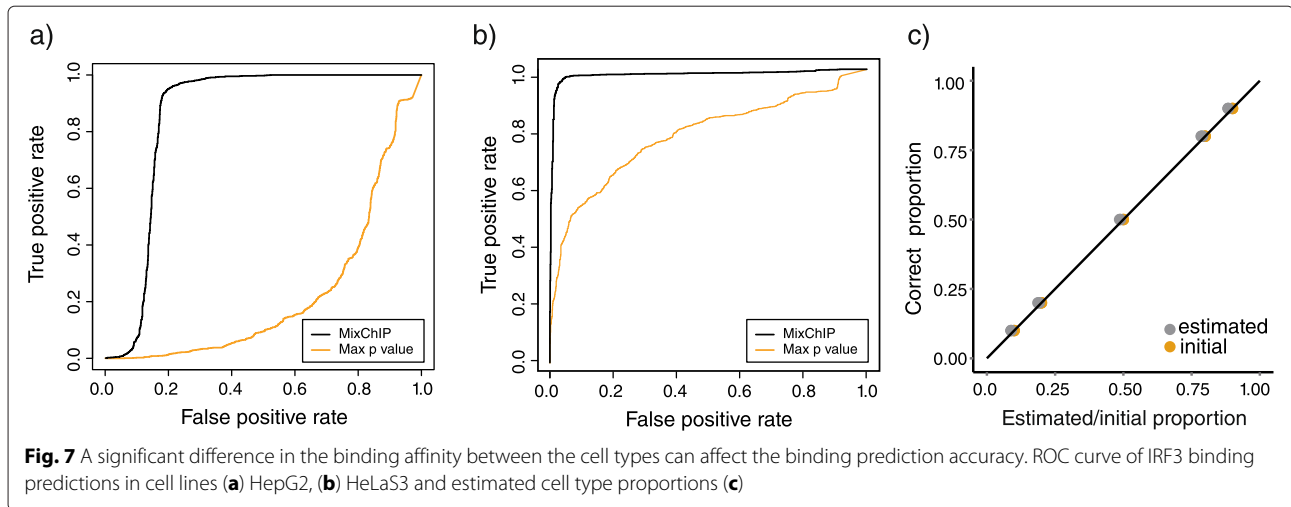 a)
True positive rate
1.0
0.8
0.6
0.4
0.2
0.0
0.0 0.2 0.4 0.6 0.8 1.0
False positive rate
MixChIP
Max p value
b)
True positive rate
1.0
0.8
0.6
0.4
0.2
0.0
0.0 0.2 0.4 0.6 0.8 1.0
False positive rate
MixChIP
Max p value
c)
Correct proportion
1.00
0.75
0.50
0.25
0.00
0.00 0.25 0.50 0.75 1.00
Estimated/initial proportion
estimated
initial
Fig. 7 A significant difference in the binding affinity between the cell types can affect the binding prediction accuracy. ROC curve of IRF3 binding
predictions in cell lines (a) HepG2, (b) HeLaS3 and estimated cell type proportions (c)